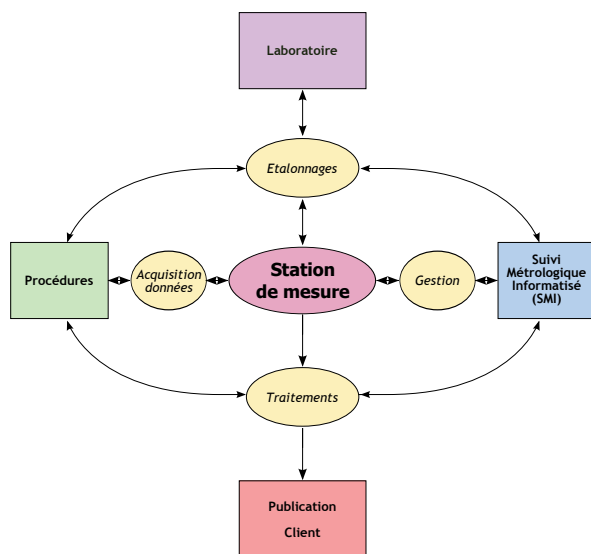 Laboratoire
Etalonnages
Procédures
Acquisition
données
Station
de mesure
Gestion
Suivi
Métrologique
Informatisé
(SMI)
Traitements
Publication
Client